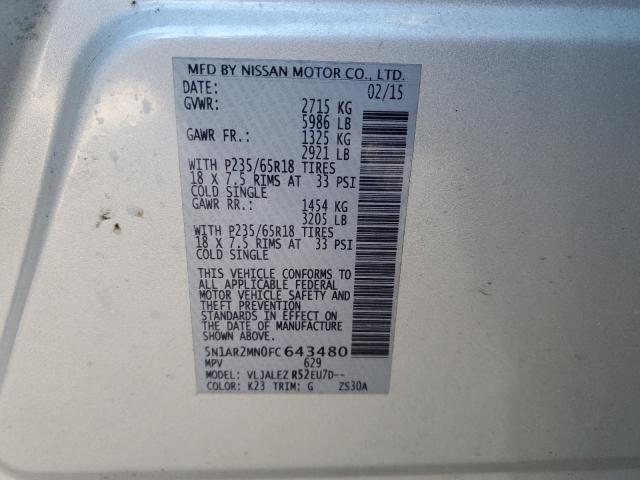 MFD BY NISSAN MOTOR CO., LTD.
DATE: 02/15
GVWR: 2715 KG
5986 LB
GAWR FR.: 1325 KG
2921 LB
WITH P235/65R18 TIRES
18 X 7.5 RIMS AT 33 PSI
COLD SINGLE
GAWR RR.: 1454 KG
3205 LB
WITH P235/65R18 TIRES
18 X 7.5 RIMS AT 33 PSI
COLD SINGLE
THIS VEHICLE CONFORMS TO
ALL APPLICABLE FEDERAL
MOTOR VEHICLE SAFETY AND
THEFT PREVENTION
STANDARDS IN EFFECT ON
THE DATE OF MANUFACTURE
SHOWN ABOVE.
5N1AR2MN0FC643480
MPV 629
MODEL: VLJALEZ R52EU7D--
COLOR: K23 TRIM: G ZS30A